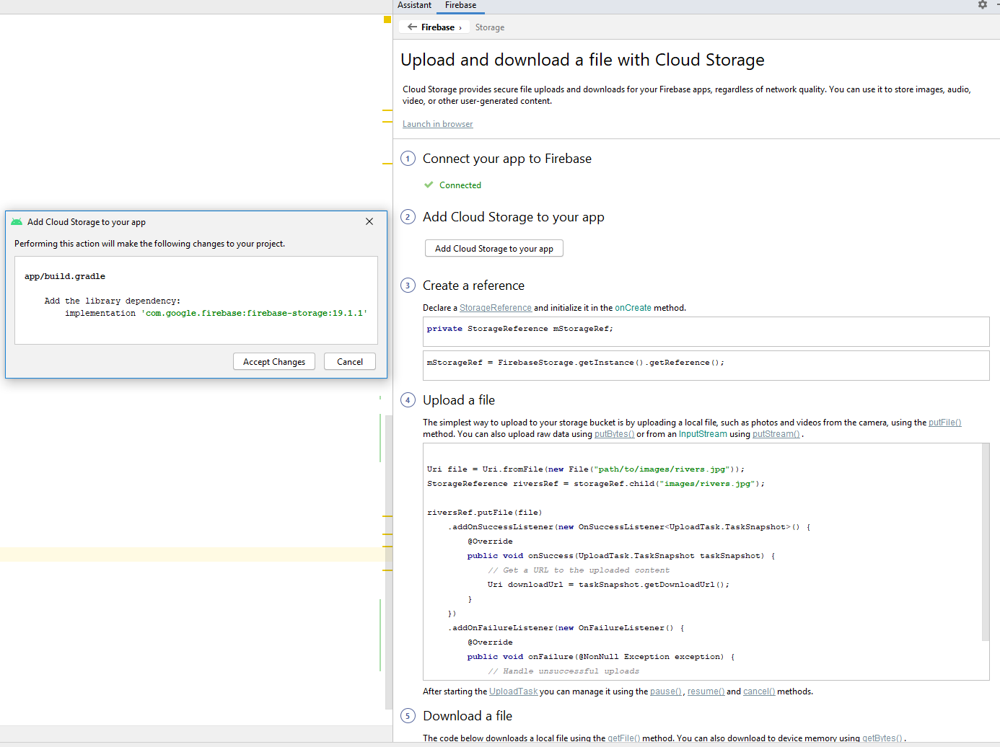 Assistant
Firebase
Firebase ›
Storage
Upload and download a file with Cloud Storage
Cloud Storage provides secure file uploads and downloads for your Firebase apps, regardless of network quality. You can use it to store images, audio,
video, or other user-generated content.
Launch in browser
1 Connect your app to Firebase
Connected
2 Add Cloud Storage to your app
Add Cloud Storage to your app
3 Create a reference
Declare a StorageReference and initialize it in the onCreate method.
private StorageReference mStorageRef;
mStorageRef = FirebaseStorage.getInstance().getReference();
4 Upload a file
The simplest way to upload to your storage bucket is by uploading a local file, such as photos and videos from the camera, using the putFile()
method. You can also upload raw data using putBytes() or from an InputStream using putStream() .
Uri file = Uri.fromFile(new File("path/to/images/rivers.jpg"));
StorageReference riversRef = storageRef.child("images/rivers.jpg");
riversRef.putFile(file)
.addOnSuccessListener(new OnSuccessListener<UploadTask.TaskSnapshot>() {
@Override
public void onSuccess(UploadTask.TaskSnapshot taskSnapshot) {
// Get a URL to the uploaded content
Uri downloadUrl = taskSnapshot.getDownloadUrl();
}
})
.addOnFailureListener(new OnFailureListener() {
@Override
public void onFailure(@NonNull Exception exception) {
// Handle unsuccessful uploads
After starting the UploadTask you can manage it using the pause() , resume() and cancel() methods.
5 Download a file
The code below downloads a local file using the getFile() method. You can also download to device memory using getBytes() .
Add Cloud Storage to your app
Performing this action will make the following changes to your project.
app/build.gradle
Add the library dependency:
implementation 'com.google.firebase:firebase-storage:19.1.1'
Accept Changes
Cancel